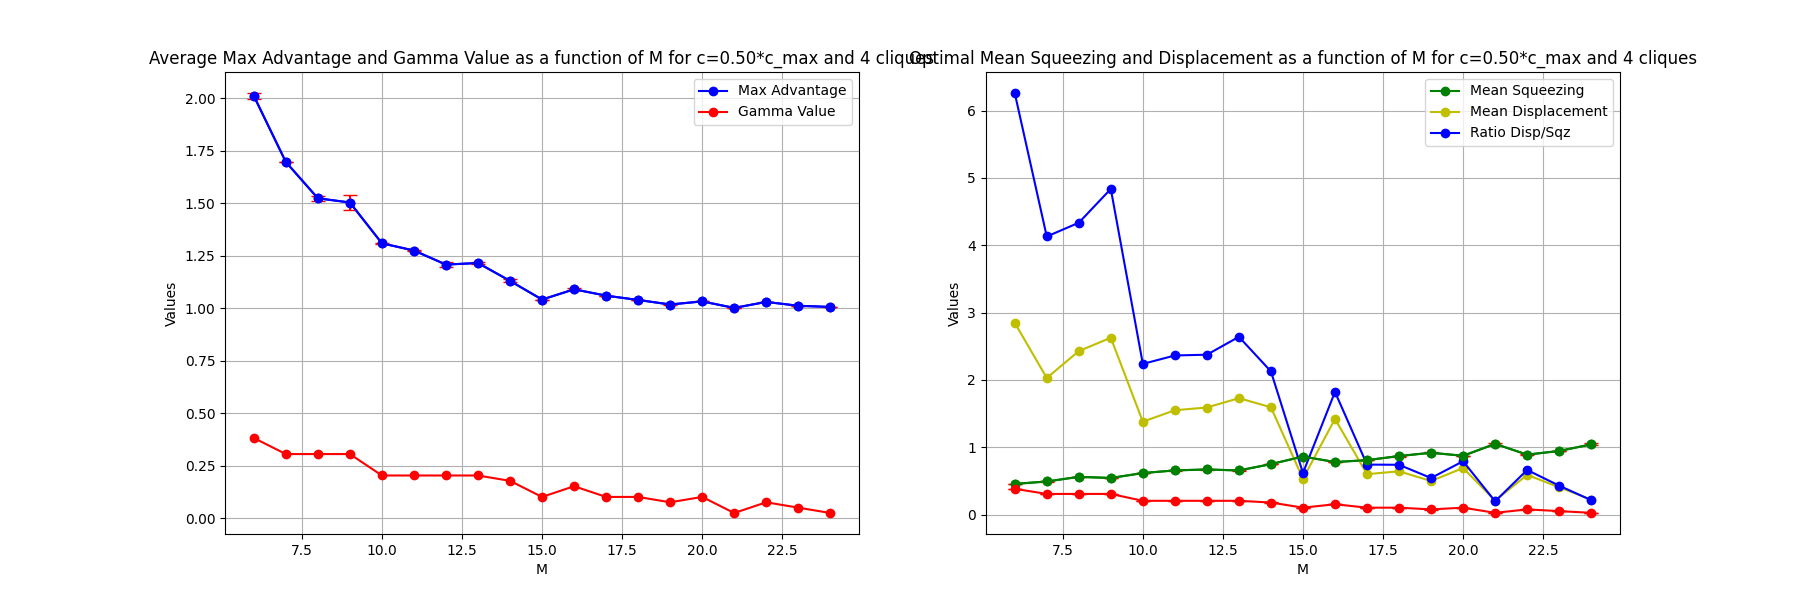 Average Max Advantage and Gamma Value as a function of M for c=0.50*c_max and 4 cliques
Optimal Mean Squeezing and Displacement as a function of M for c=0.50*c_max and 4 cliques
Max Advantage
Gamma Value
2.00
1.75
1.50
1.25
1.00
0.75
0.50
0.25
0.00
Values
7.5 10.0 12.5 15.0 17.5 20.0 22.5
M
Mean Squeezing
Mean Displacement
Ratio Disp/Sqz
6
5
4
3
2
1
0
Values
7.5 10.0 12.5 15.0 17.5 20.0 22.5
M